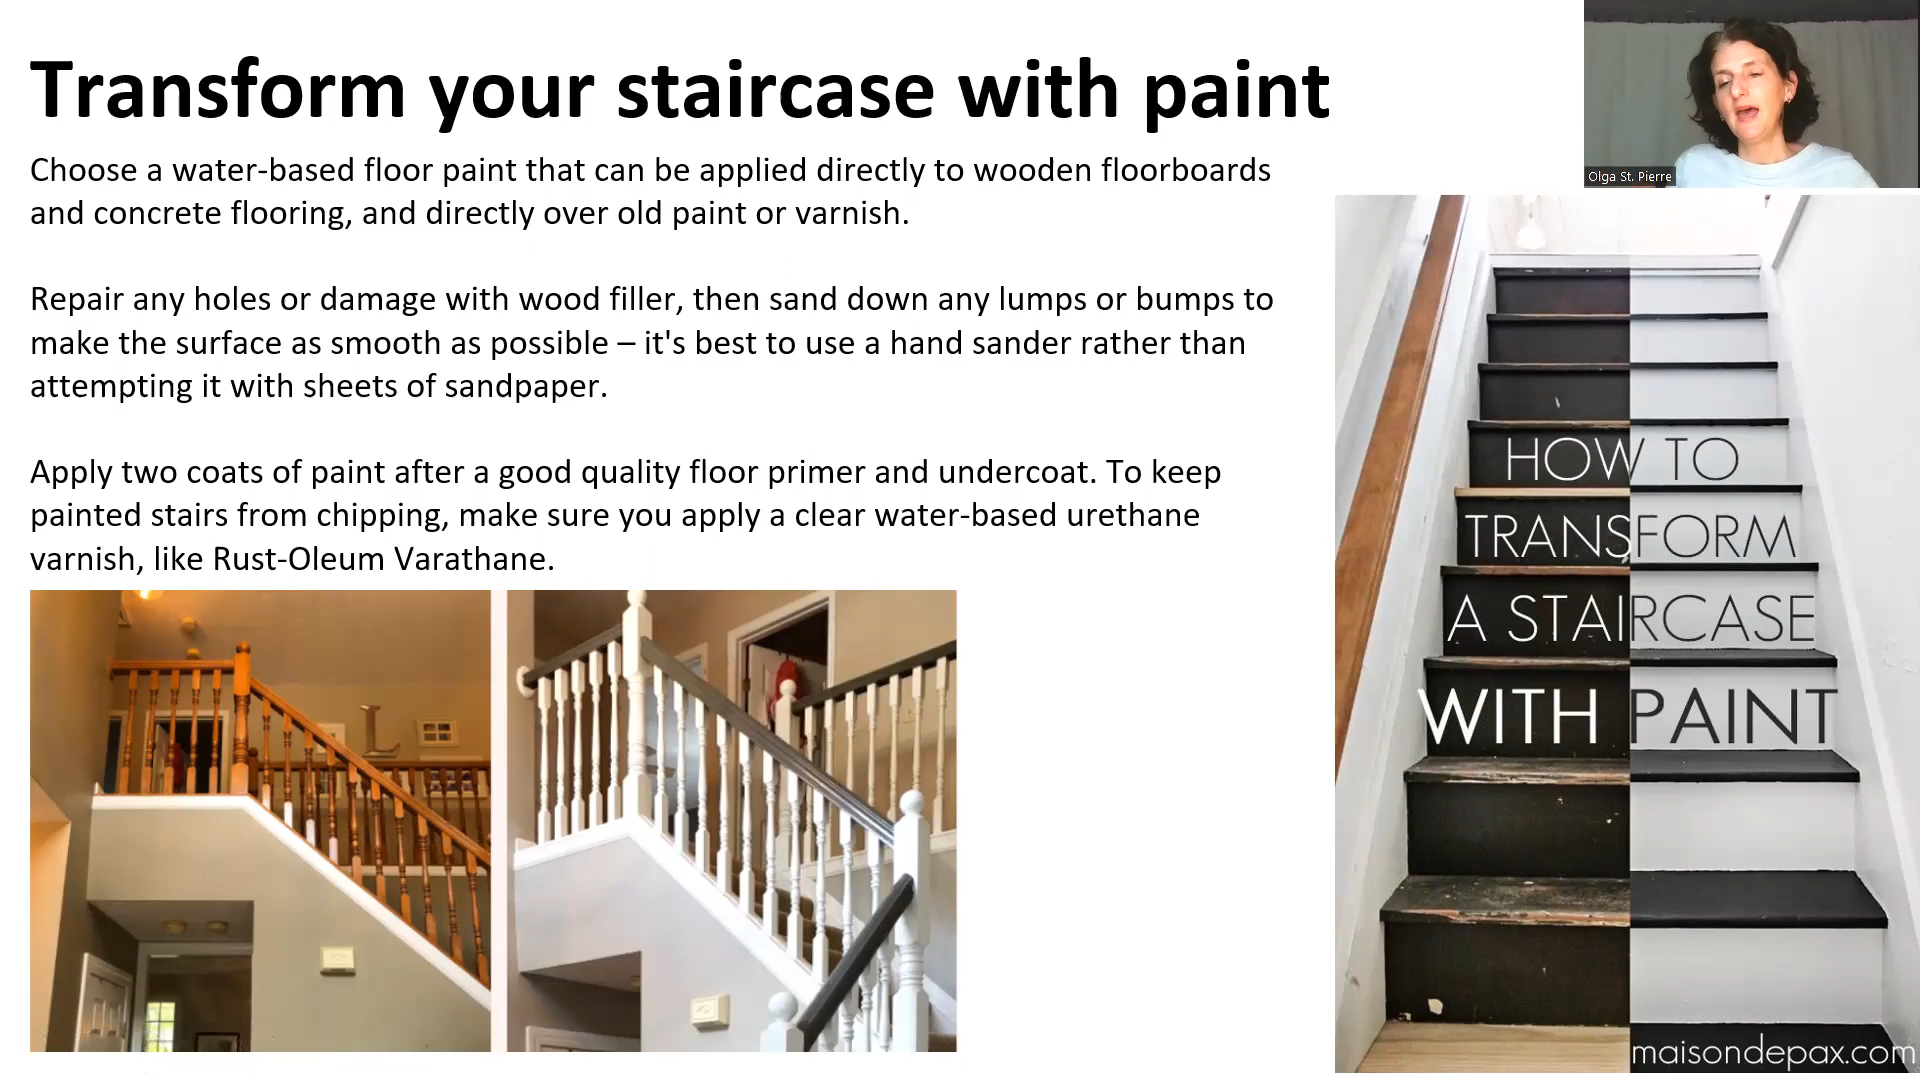 Transform your staircase with paint
Choose a water-based floor paint that can be applied directly to wooden floorboards
and concrete flooring, and directly over old paint or varnish.
Repair any holes or damage with wood filler, then sand down any lumps or bumps to
make the surface as smooth as possible – it's best to use a hand sander rather than
attempting it with sheets of sandpaper.
Apply two coats of paint after a good quality floor primer and undercoat. To keep
painted stairs from chipping, make sure you apply a clear water-based urethane
varnish, like Rust-Oleum Varathane.
L
Olga St. Pierre
HOW TO
TRANSFORM
A STAIRCASE
WITH PAINT
maisondepax.com